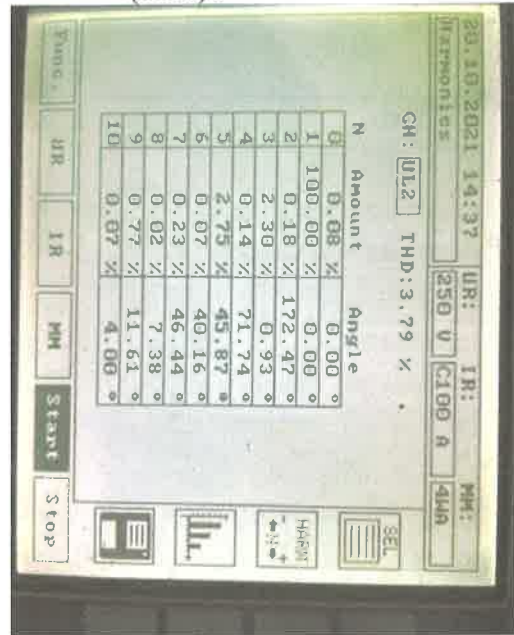 20.10.2021 14:37 UR: IR: MM:
Harmonics 250 V C100 A 4WA
CH: UL2 THD:3.79 %
N Amount Angle
0 0.08 % 0.00 °
1 100.00 % 0.00 °
2 0.18 % 172.47 °
3 2.30 % 0.93 °
4 0.14 % 71.74 °
5 2.75 % 45.87 °
6 0.07 % 40.16 °
7 0.23 % 46.44 °
8 0.02 % 7.38 °
9 0.77 % 11.61 °
10 0.07 % 4.00 °
SEL
HARM
- +
←N→
Func. UR IR MM Start Stop